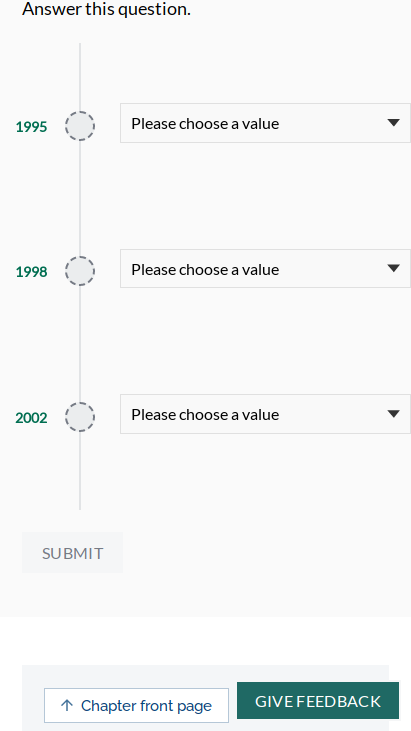 Answer this question.
1995
Please choose a value
1998
Please choose a value
2002
Please choose a value
SUBMIT
Chapter front page
GIVE FEEDBACK